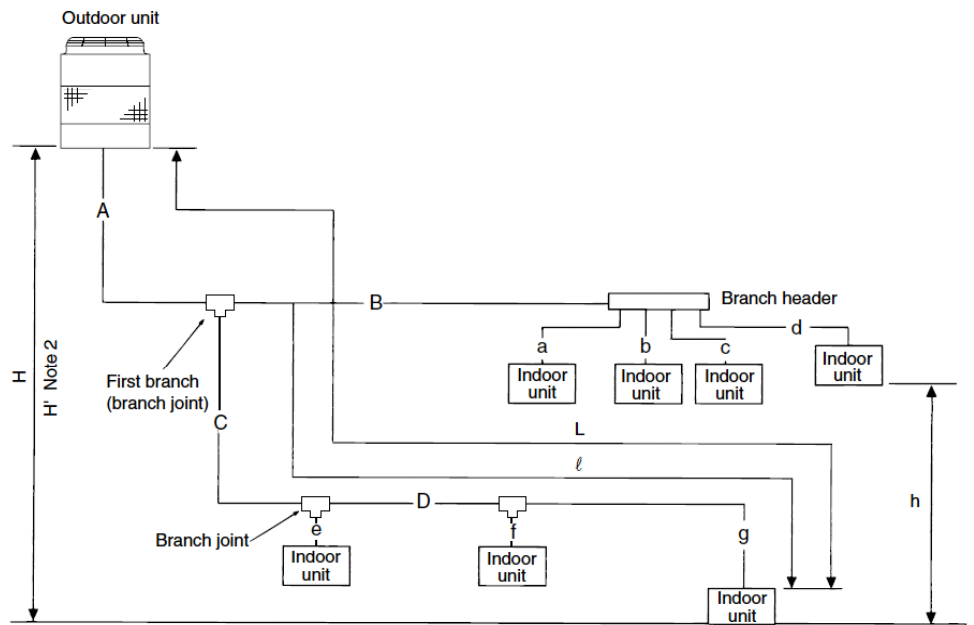 Outdoor unit
A
B
Branch header
a
b
c
d
Indoor
unit
Indoor
unit
Indoor
unit
Indoor
unit
First branch
(branch joint)
H
H' Note 2
C
L
ℓ
h
D
Branch joint
e
f
g
Indoor
unit
Indoor
unit
Indoor
unit